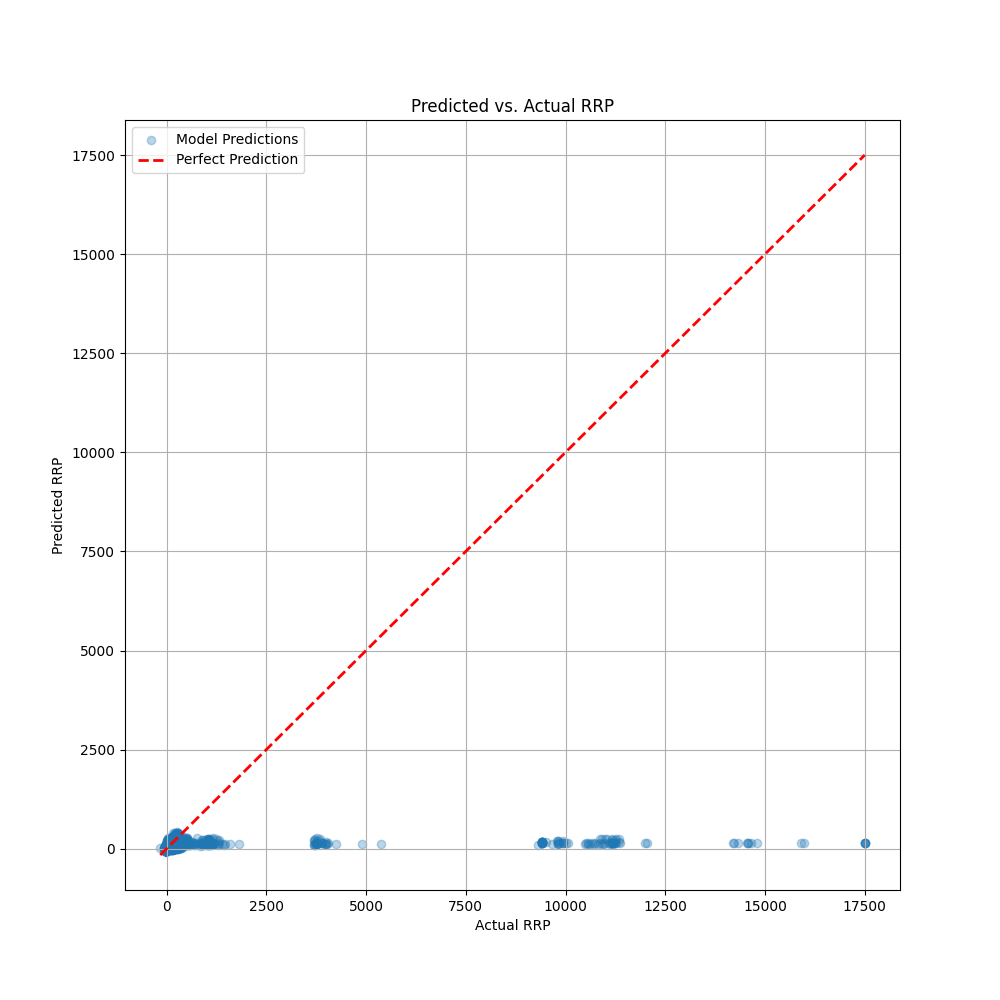 Predicted vs. Actual RRP
Model Predictions
Perfect Prediction
17500
15000
12500
10000
7500
5000
2500
0
Predicted RRP
0 2500 5000 7500 10000 12500 15000 17500
Actual RRP